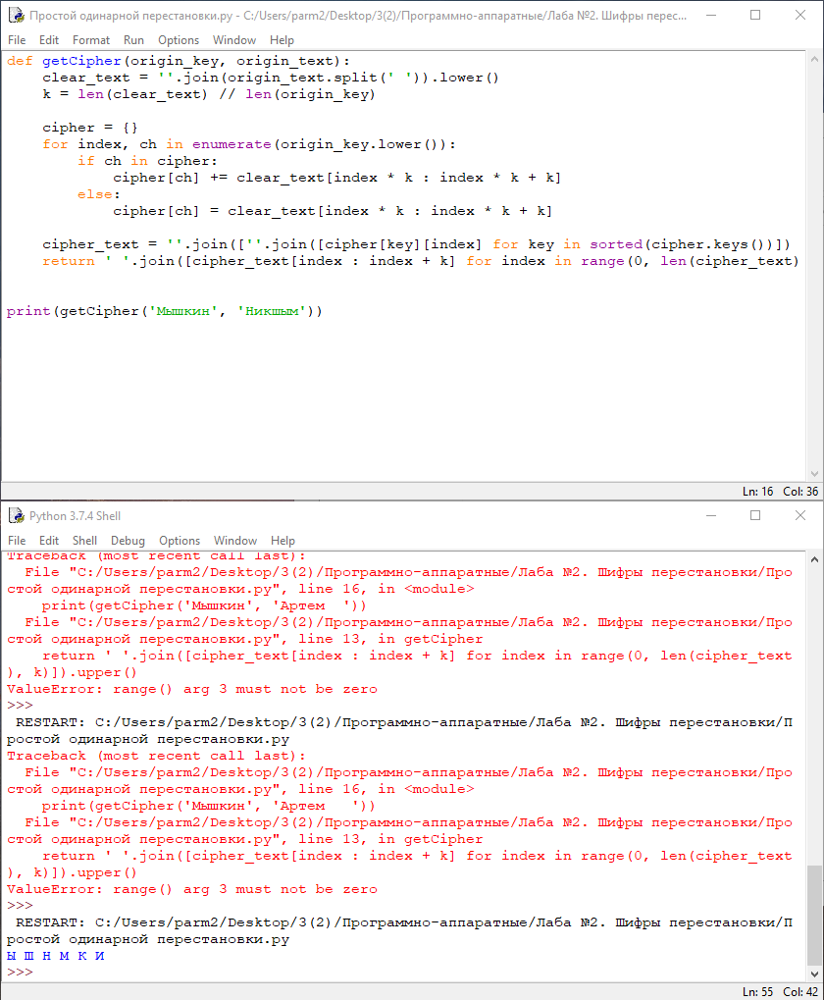 Простой одинарной перестановки.py - C:/Users/parm2/Desktop/3(2)/Программно-аппаратные/Лаба №2. Шифры перес...
File Edit Format Run Options Window Help
def getCipher(origin_key, origin_text):
    clear_text = ''.join(origin_text.split(' ')).lower()
    k = len(clear_text) // len(origin_key)

    cipher = {}
    for index, ch in enumerate(origin_key.lower()):
        if ch in cipher:
            cipher[ch] += clear_text[index * k : index * k + k]
        else:
            cipher[ch] = clear_text[index * k : index * k + k]

    cipher_text = ''.join([''.join([cipher[key][index] for key in sorted(cipher.keys())])
    return ' '.join([cipher_text[index : index + k] for index in range(0, len(cipher_text)

print(getCipher('Мышкин', 'Никшым'))
Ln: 16 Col: 36
Python 3.7.4 Shell
File Edit Shell Debug Options Window Help
Traceback (most recent call last):
  File "C:/Users/parm2/Desktop/3(2)/Программно-аппаратные/Лаба №2. Шифры перестановки/Про
стой одинарной перестановки.py", line 16, in <module>
    print(getCipher('Мышкин', 'Артем  '))
  File "C:/Users/parm2/Desktop/3(2)/Программно-аппаратные/Лаба №2. Шифры перестановки/Про
стой одинарной перестановки.py", line 13, in getCipher
    return ' '.join([cipher_text[index : index + k] for index in range(0, len(cipher_text
), k)]).upper()
ValueError: range() arg 3 must not be zero
>>>
 RESTART: C:/Users/parm2/Desktop/3(2)/Программно-аппаратные/Лаба №2. Шифры перестановки/П
ростой одинарной перестановки.py
Traceback (most recent call last):
  File "C:/Users/parm2/Desktop/3(2)/Программно-аппаратные/Лаба №2. Шифры перестановки/Про
стой одинарной перестановки.py", line 16, in <module>
    print(getCipher('Мышкин', 'Артем   '))
  File "C:/Users/parm2/Desktop/3(2)/Программно-аппаратные/Лаба №2. Шифры перестановки/Про
стой одинарной перестановки.py", line 13, in getCipher
    return ' '.join([cipher_text[index : index + k] for index in range(0, len(cipher_text
), k)]).upper()
ValueError: range() arg 3 must not be zero
>>>
 RESTART: C:/Users/parm2/Desktop/3(2)/Программно-аппаратные/Лаба №2. Шифры перестановки/П
ростой одинарной перестановки.py
Ы Ш Н М К И
>>>
Ln: 55 Col: 42